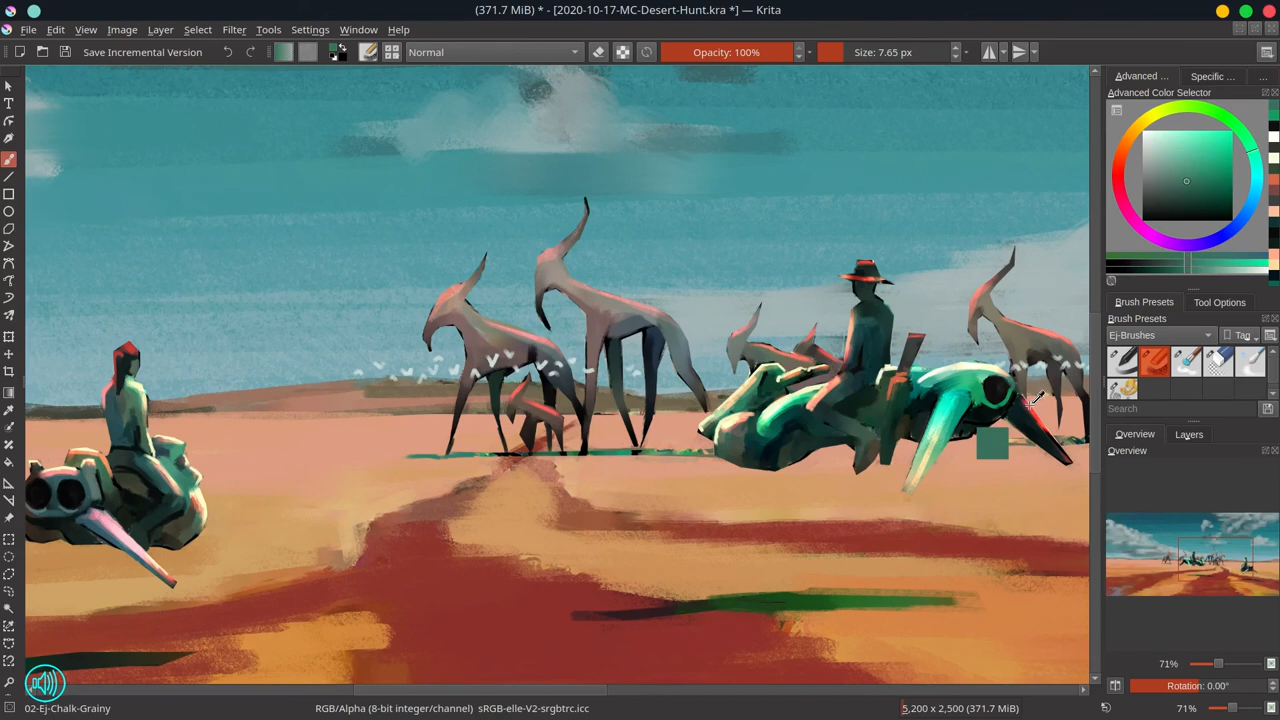 (371.7 MiB) * - [2020-10-17-MC-Desert-Hunt.kra *] — Krita
File Edit View Image Layer Select Filter Tools Settings Window Help
Save Incremental Version Normal Opacity: 100% Size: 7.65 px
Advanced ... Specific ... ...
Advanced Color Selector
Brush Presets Tool Options
Brush Presets
Ej-Brushes Tag
Search
Overview Layers
Overview
71%
Rotation: 0.00°
02-Ej-Chalk-Grainy RGB/Alpha (8-bit integer/channel) sRGB-elle-V2-srgbtrc.icc 5,200 x 2,500 (371.7 MiB) 71%